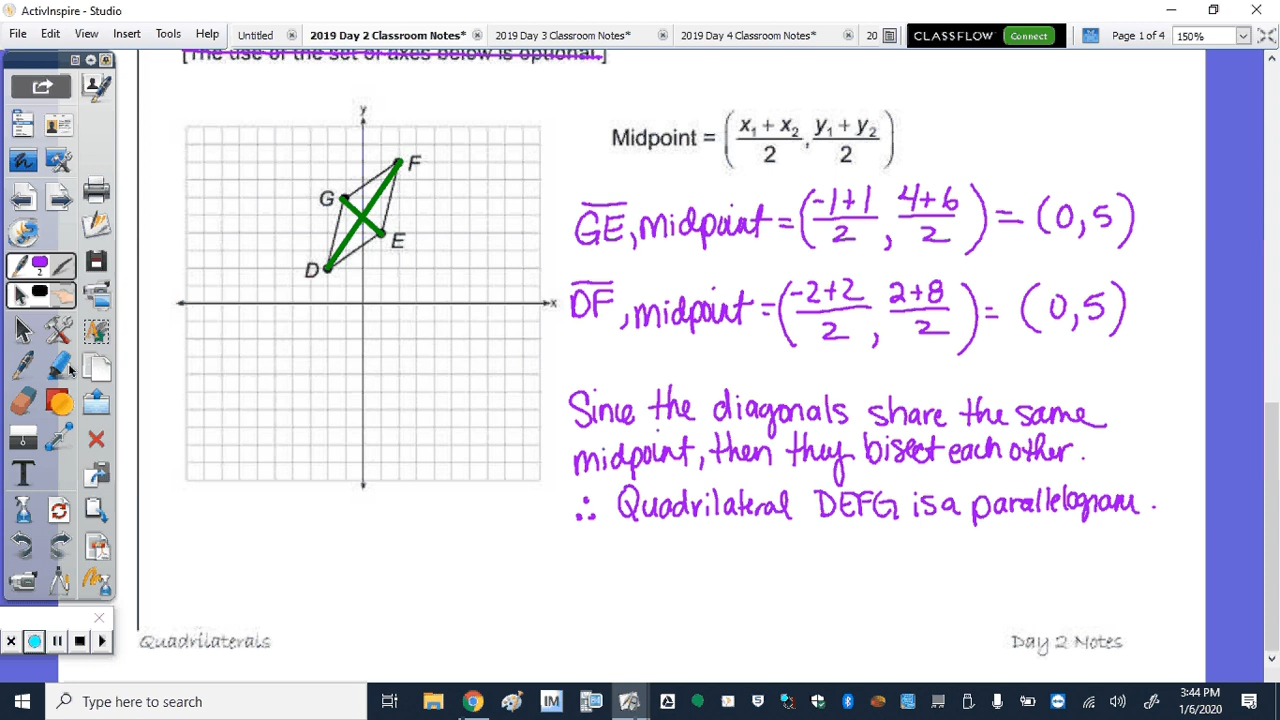 ActivInspire - Studio
File Edit View Insert Tools Help
Untitled 2019 Day 2 Classroom Notes* 2019 Day 3 Classroom Notes* 2019 Day 4 Classroom Notes* 20 CLASSFLOW Connect Page 1 of 4 150%
[The use of the set of axes below is optional.]
y
F
G
E
D
x
Midpoint = (x₁ + x₂ / 2, y₁ + y₂ / 2)
GE, midpoint = (-1+1 / 2, 4+6 / 2) = (0,5)
DF, midpoint = (-2+2 / 2, 2+8 / 2) = (0,5)
Since the diagonals share the same
midpoint, then they bisect each other.
∴ Quadrilateral DEFG is a parallelogram.
2
T
Quadrilaterals Day 2 Notes
Type here to search
IM
5
3:44 PM
1/6/2020